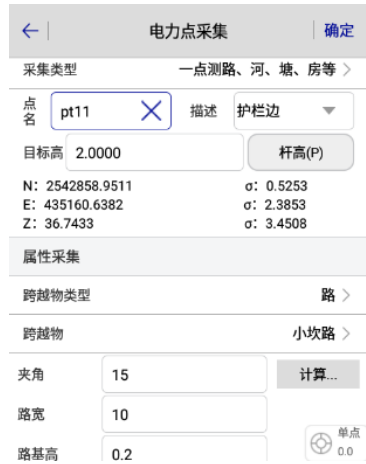 ← 电力点采集 确定
采集类型 一点测路、河、塘、房等 >
点名 pt11 描述 护栏边
目标高 2.0000 杆高(P)
N: 2542858.9511 σ: 0.5253
E: 435160.6382 σ: 2.3853
Z: 36.7433 σ: 3.4508
属性采集
跨越物类型 路 >
跨越物 小坎路 >
夹角 15 计算...
路宽 10
单点
路基高 0.2 0.0